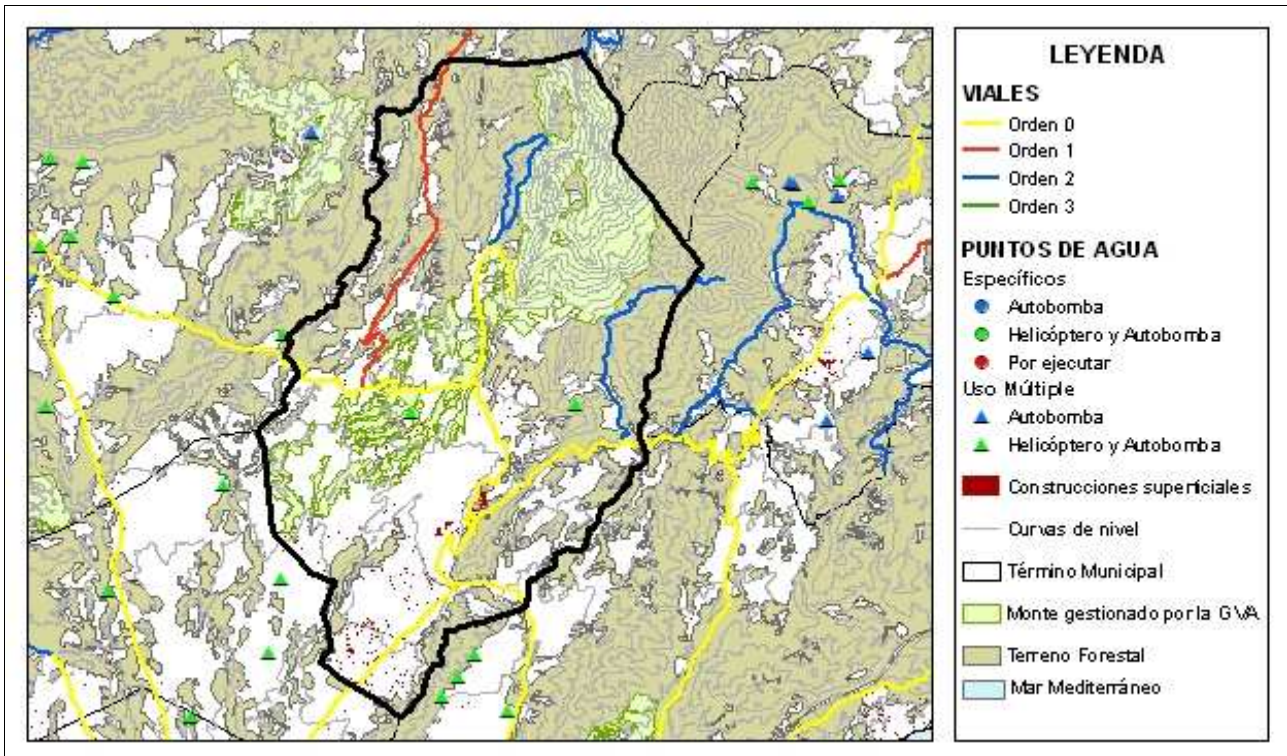 LEYENDA
VIALES
Orden 0
Orden 1
Orden 2
Orden 3
PUNTOS DE AGUA
Específicos
Autobomba
Helicóptero y Autobomba
Por ejecutar
Uso Múltiple
Autobomba
Helicóptero y Autobomba
Construcciones superficiales
Curvas de nivel
Término Municipal
Monte gestionado por la GVA
Terreno Forestal
Mar Mediterráneo